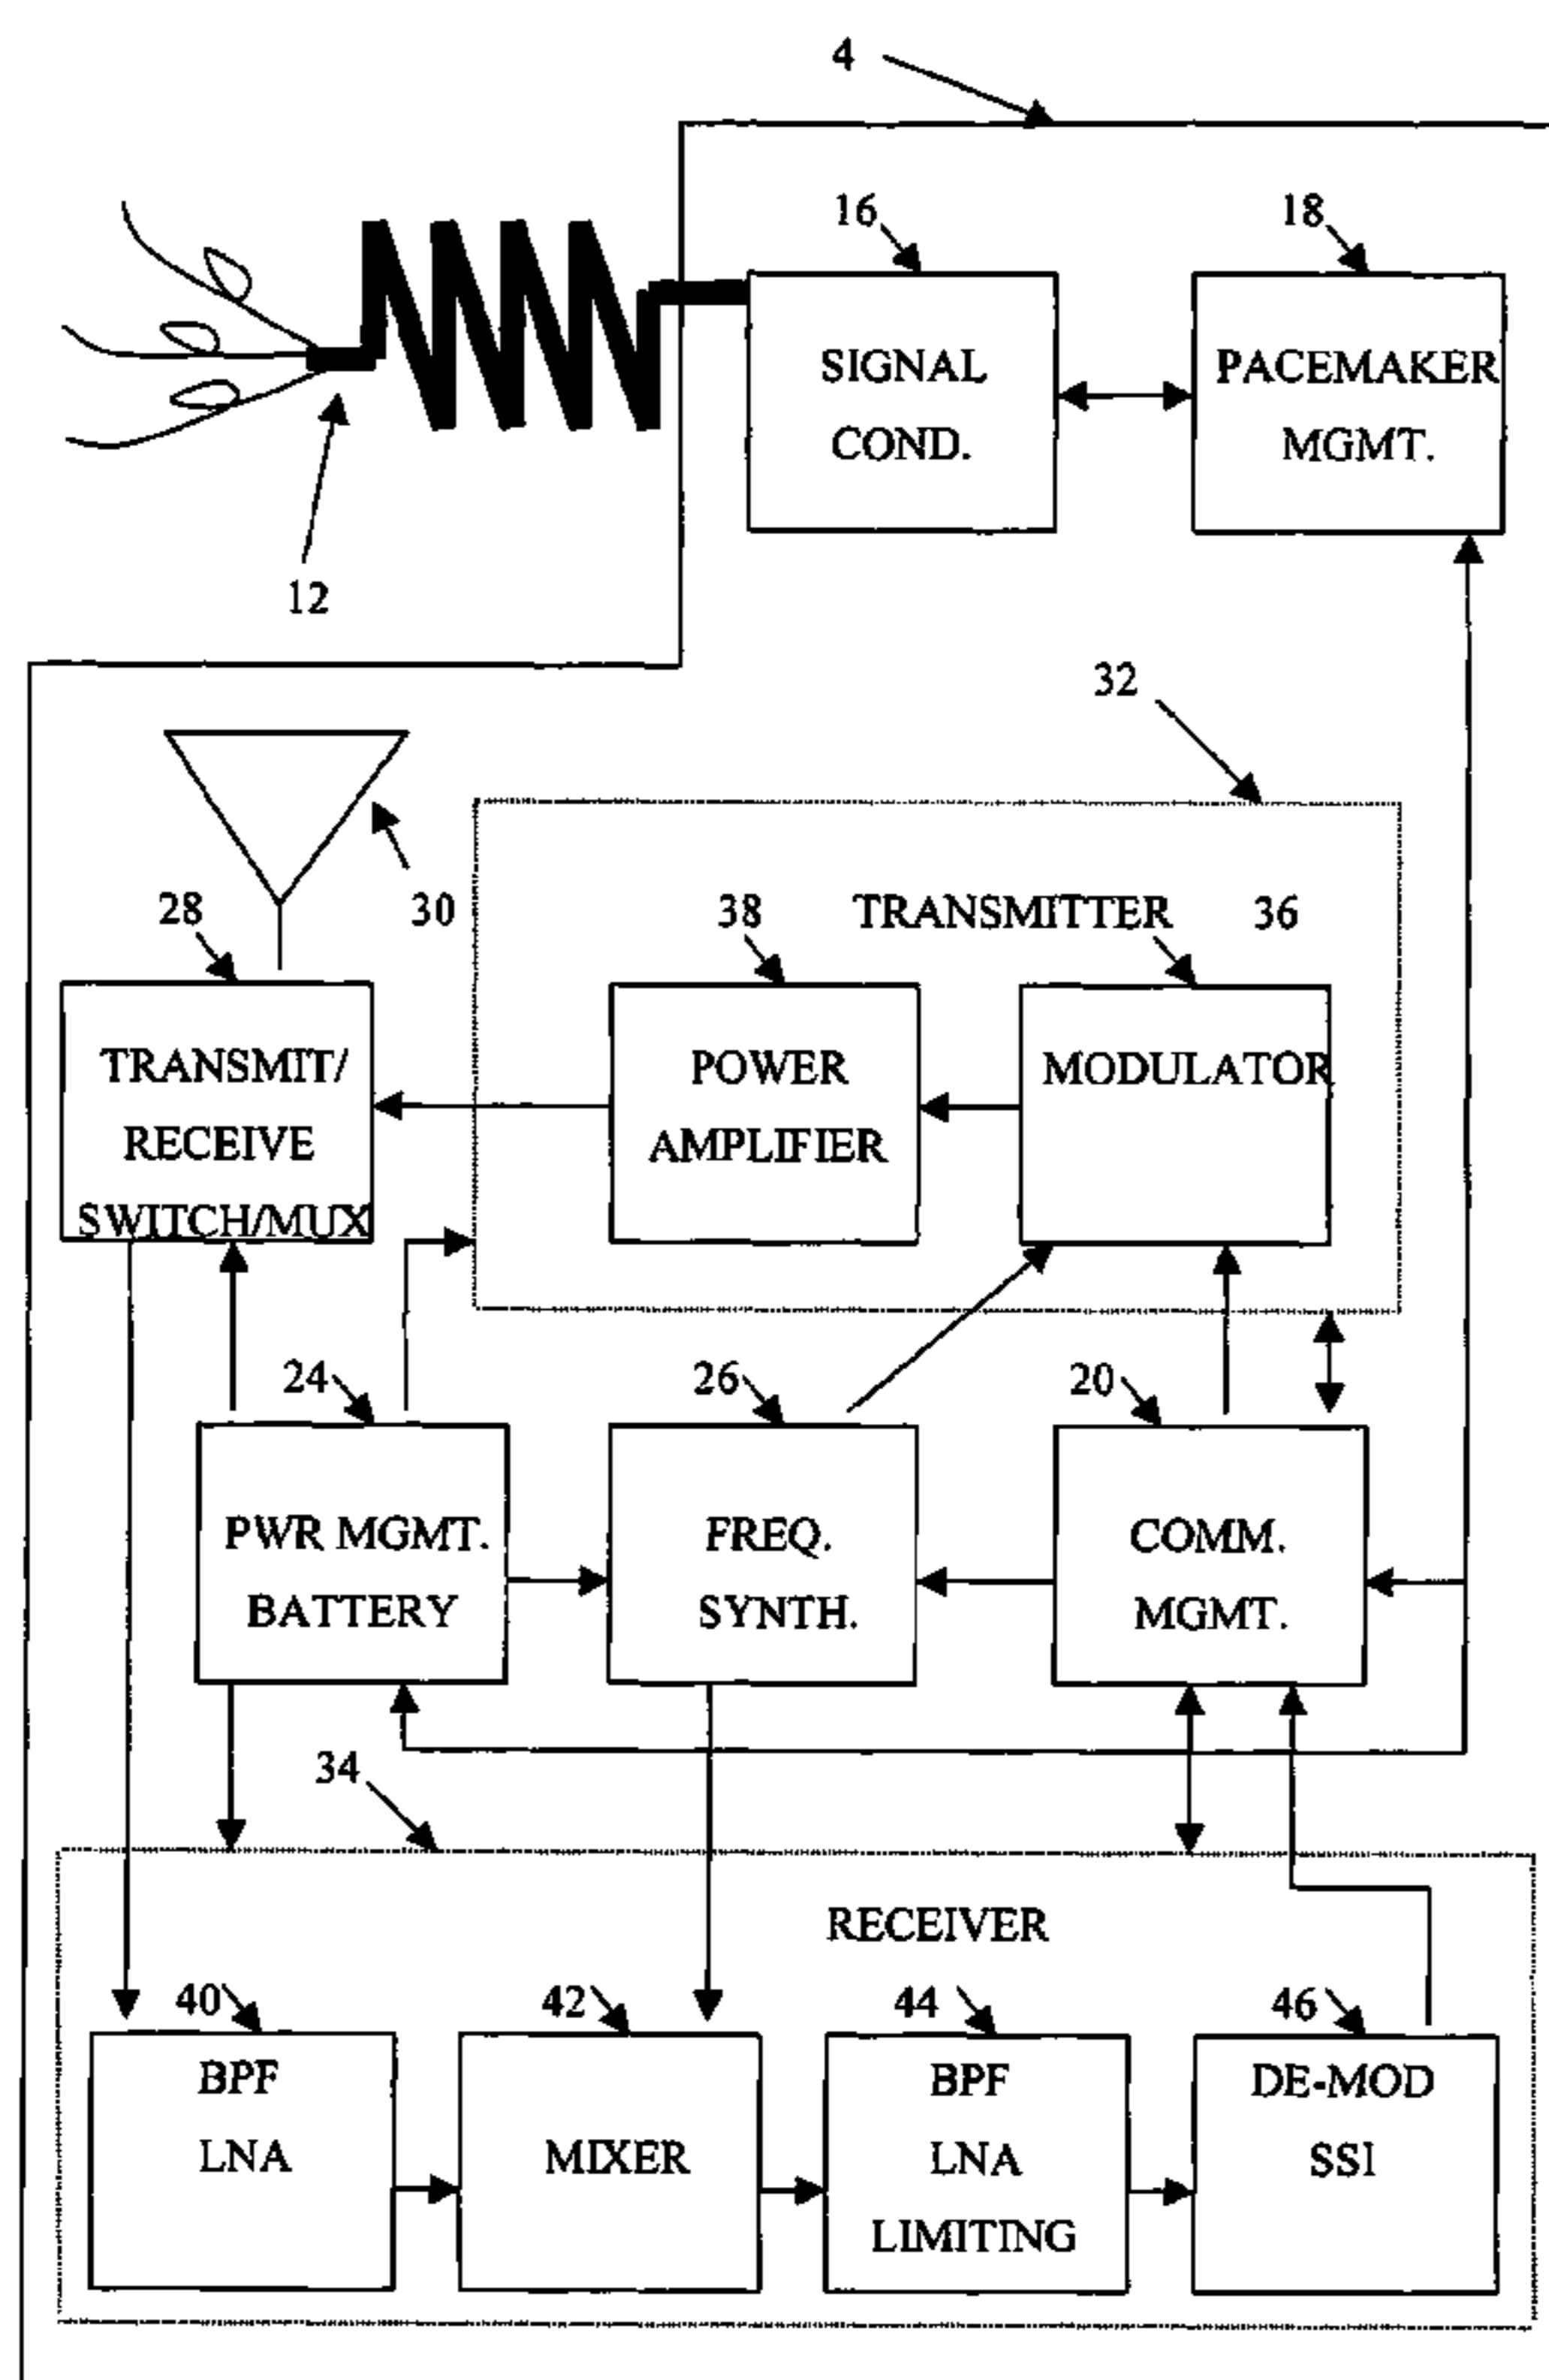 4
16
18
SIGNAL
COND.
PACEMAKER
MGMT.
12
32
28
30
38
TRANSMITTER
36
TRANSMIT/
RECEIVE
SWITCH/MUX
POWER
AMPLIFIER
MODULATOR
24
26
20
PWR MGMT.
BATTERY
FREQ.
SYNTH.
COMM.
MGMT.
34
RECEIVER
40
42
44
46
BPF
LNA
MIXER
BPF
LNA
LIMITING
DE-MOD
SSI